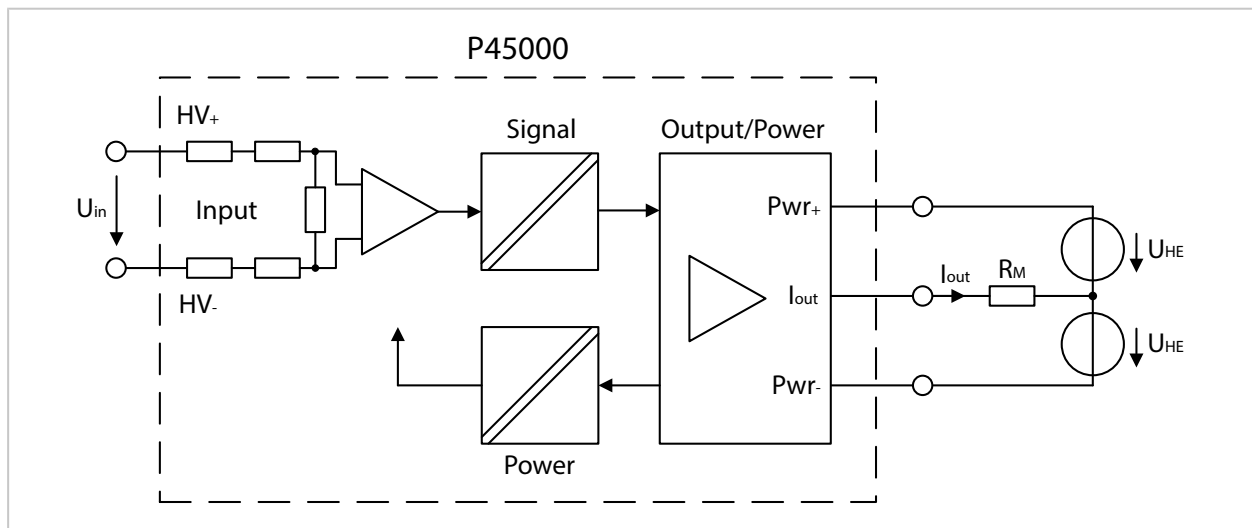 P45000
HV+
Signal
Output/Power
Uin
Input
Pwr+
UHE
Iout
RM
Iout
HV-
UHE
Pwr-
Power